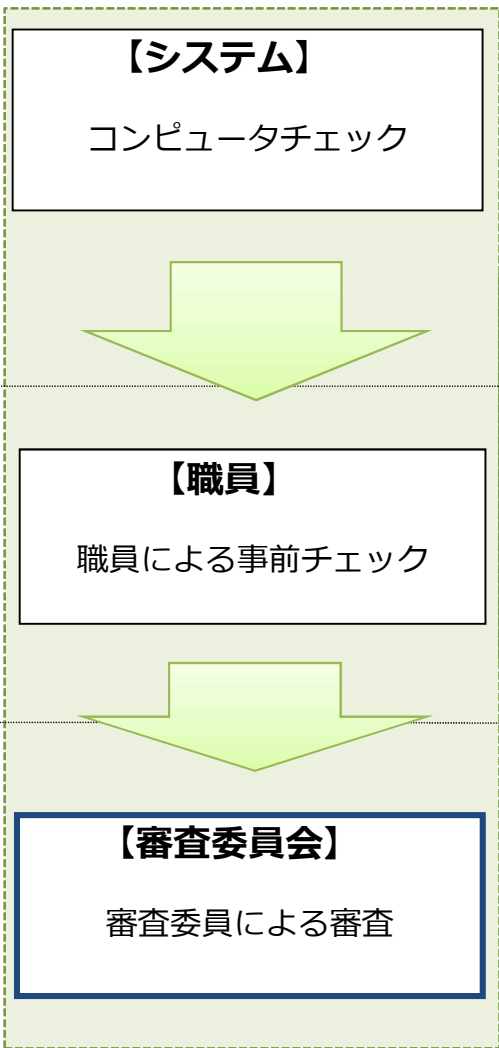 【システム】
コンピュータチェック
【職員】
職員による事前チェック
【審査委員会】
審査委員による審査